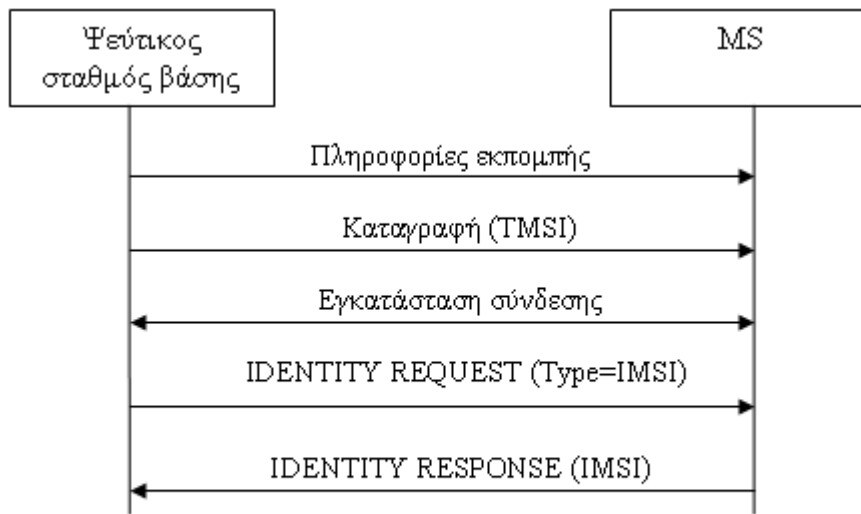 Ψεύτικος
σταθμός βάσης
MS
Πληροφορίες εκπομπής
Καταγραφή (TMSI)
Εγκατάσταση σύνδεσης
IDENTITY REQUEST (Type=IMSI)
IDENTITY RESPONSE (IMSI)